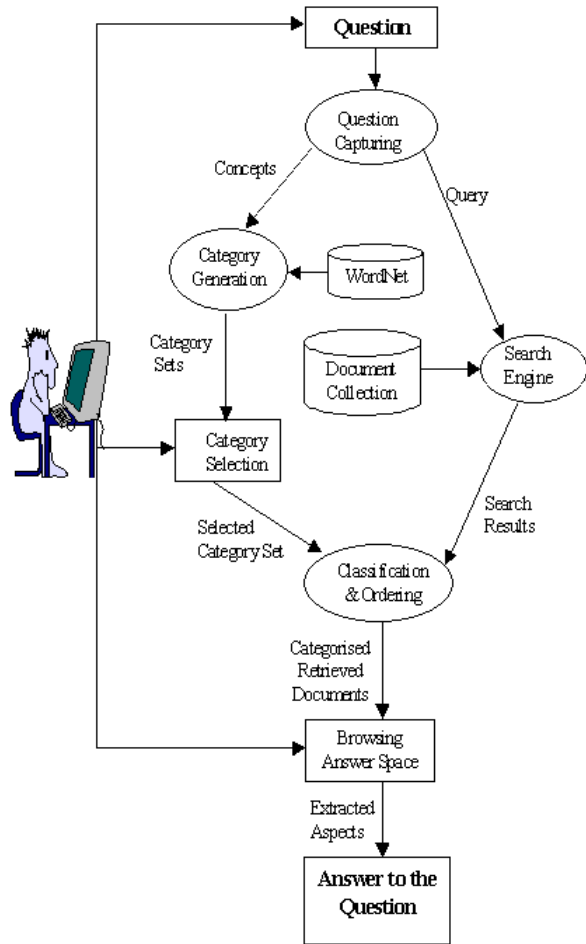 Question
Question
Capturing
Concepts
Query
Category
Generation
WordNet
Category
Sets
Document
Collection
Search
Engine
Category
Selection
Search
Results
Selected
Category Set
Classification
& Ordering
Categorised
Retrieved
Documents
Browsing
Answer Space
Extracted
Aspects
Answer to the
Question